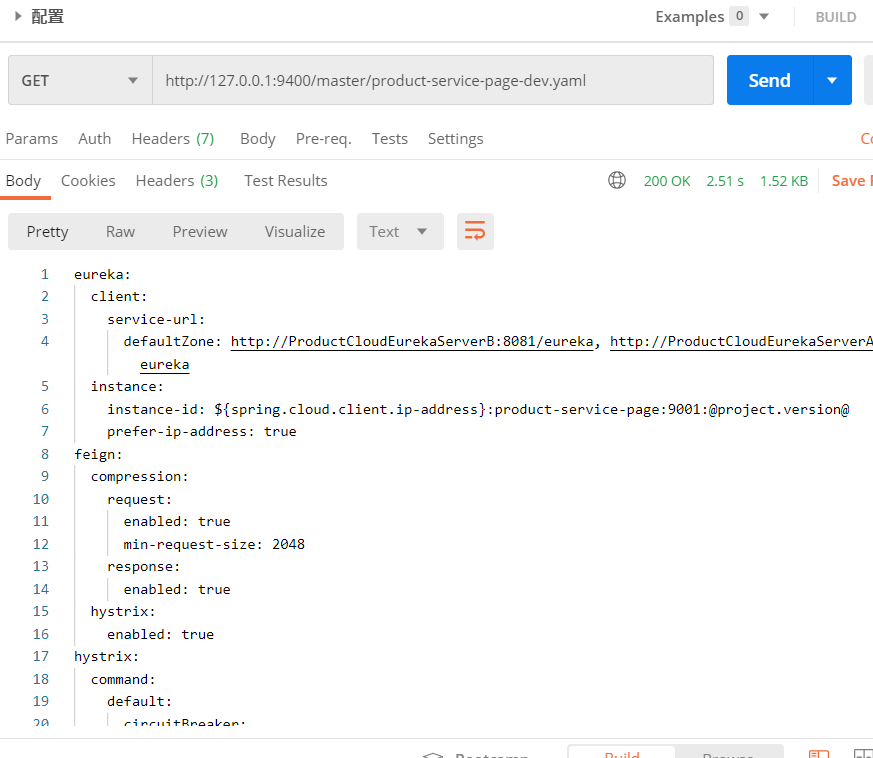 配置
Examples 0
BUILD
GET
http://127.0.0.1:9400/master/product-service-page-dev.yaml
Send
Params Auth Headers (7) Body Pre-req. Tests Settings
Body Cookies Headers (3) Test Results 200 OK 2.51 s 1.52 KB Save
Pretty Raw Preview Visualize Text
1 eureka:
2 client:
3 service-url:
4 defaultZone: http://ProductCloudEurekaServerB:8081/eureka, http://ProductCloudEurekaServerA
eureka
5 instance:
6 instance-id: ${spring.cloud.client.ip-address}:product-service-page:9001:@project.version@
7 prefer-ip-address: true
8 feign:
9 compression:
10 request:
11 enabled: true
12 min-request-size: 2048
13 response:
14 enabled: true
15 hystrix:
16 enabled: true
17 hystrix:
18 command:
19 default:
20 circuitBreaker:
Bootcamp Build Browse